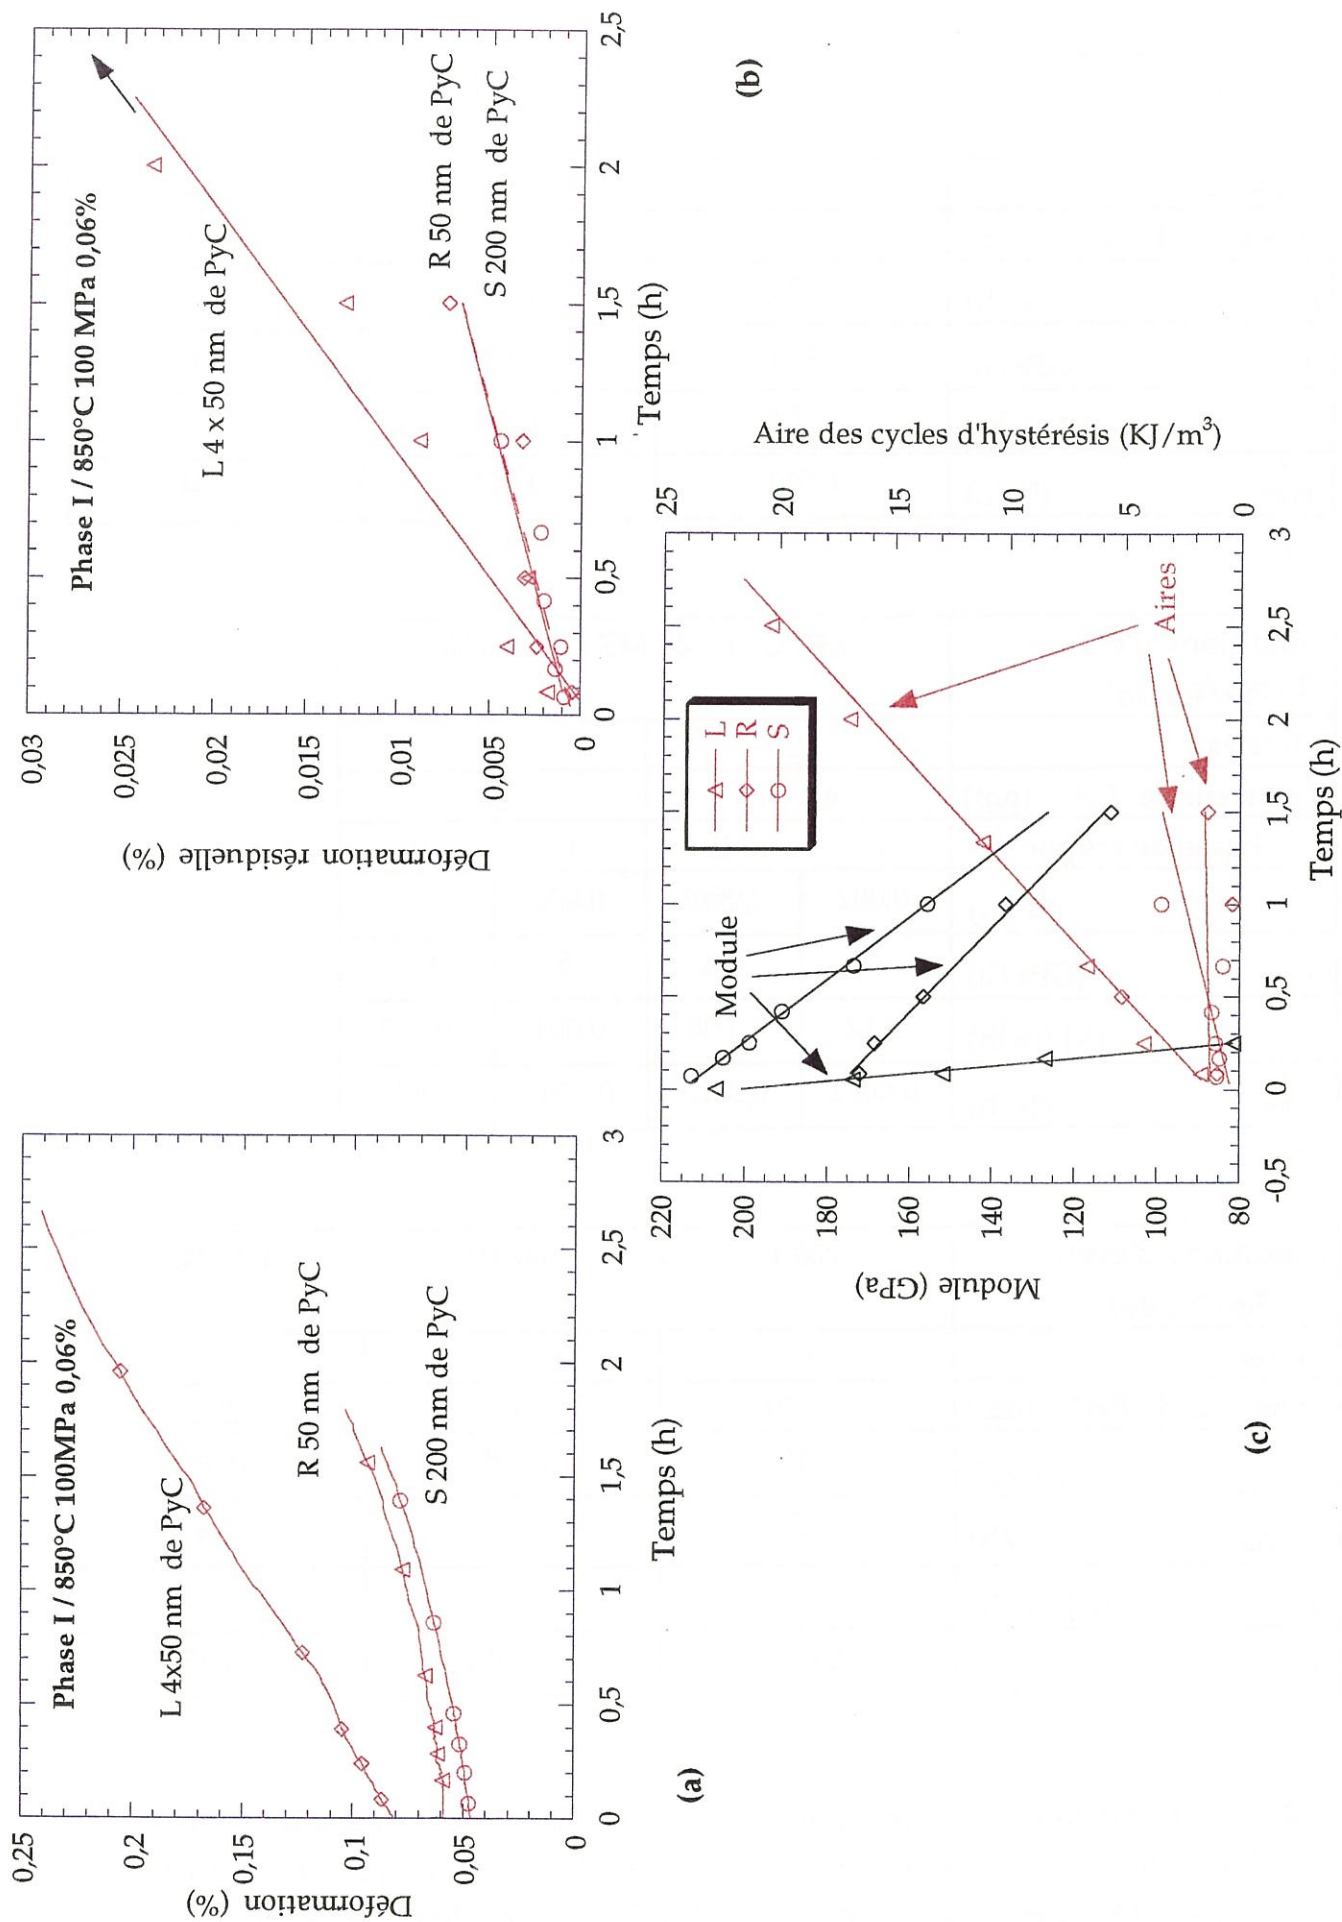 Phase I / 850°C 100MPa 0,06%
L 4x50 nm de PyC
R 50 nm de PyC
S 200 nm de PyC
Déformation (%)
0,25
0,2
0,15
0,1
0,05
0
0
0,5
1
1,5
2
2,5
3
Temps (h)
(a)
Phase I / 850°C 100 MPa 0,06%
L 4 x 50 nm de PyC
R 50 nm de PyC
S 200 nm de PyC
Déformation résiduelle (%)
0,03
0,025
0,02
0,015
0,01
0,005
0
0
0,5
1
1,5
2
2,5
Temps (h)
(b)
Module (GPa)
220
200
180
160
140
120
100
80
-0,5
0
0,5
1
1,5
2
2,5
3
Temps (h)
Aire des cycles d'hystérésis (KJ/m³)
25
20
15
10
5
0
Module
Aires
L
R
S
(c)